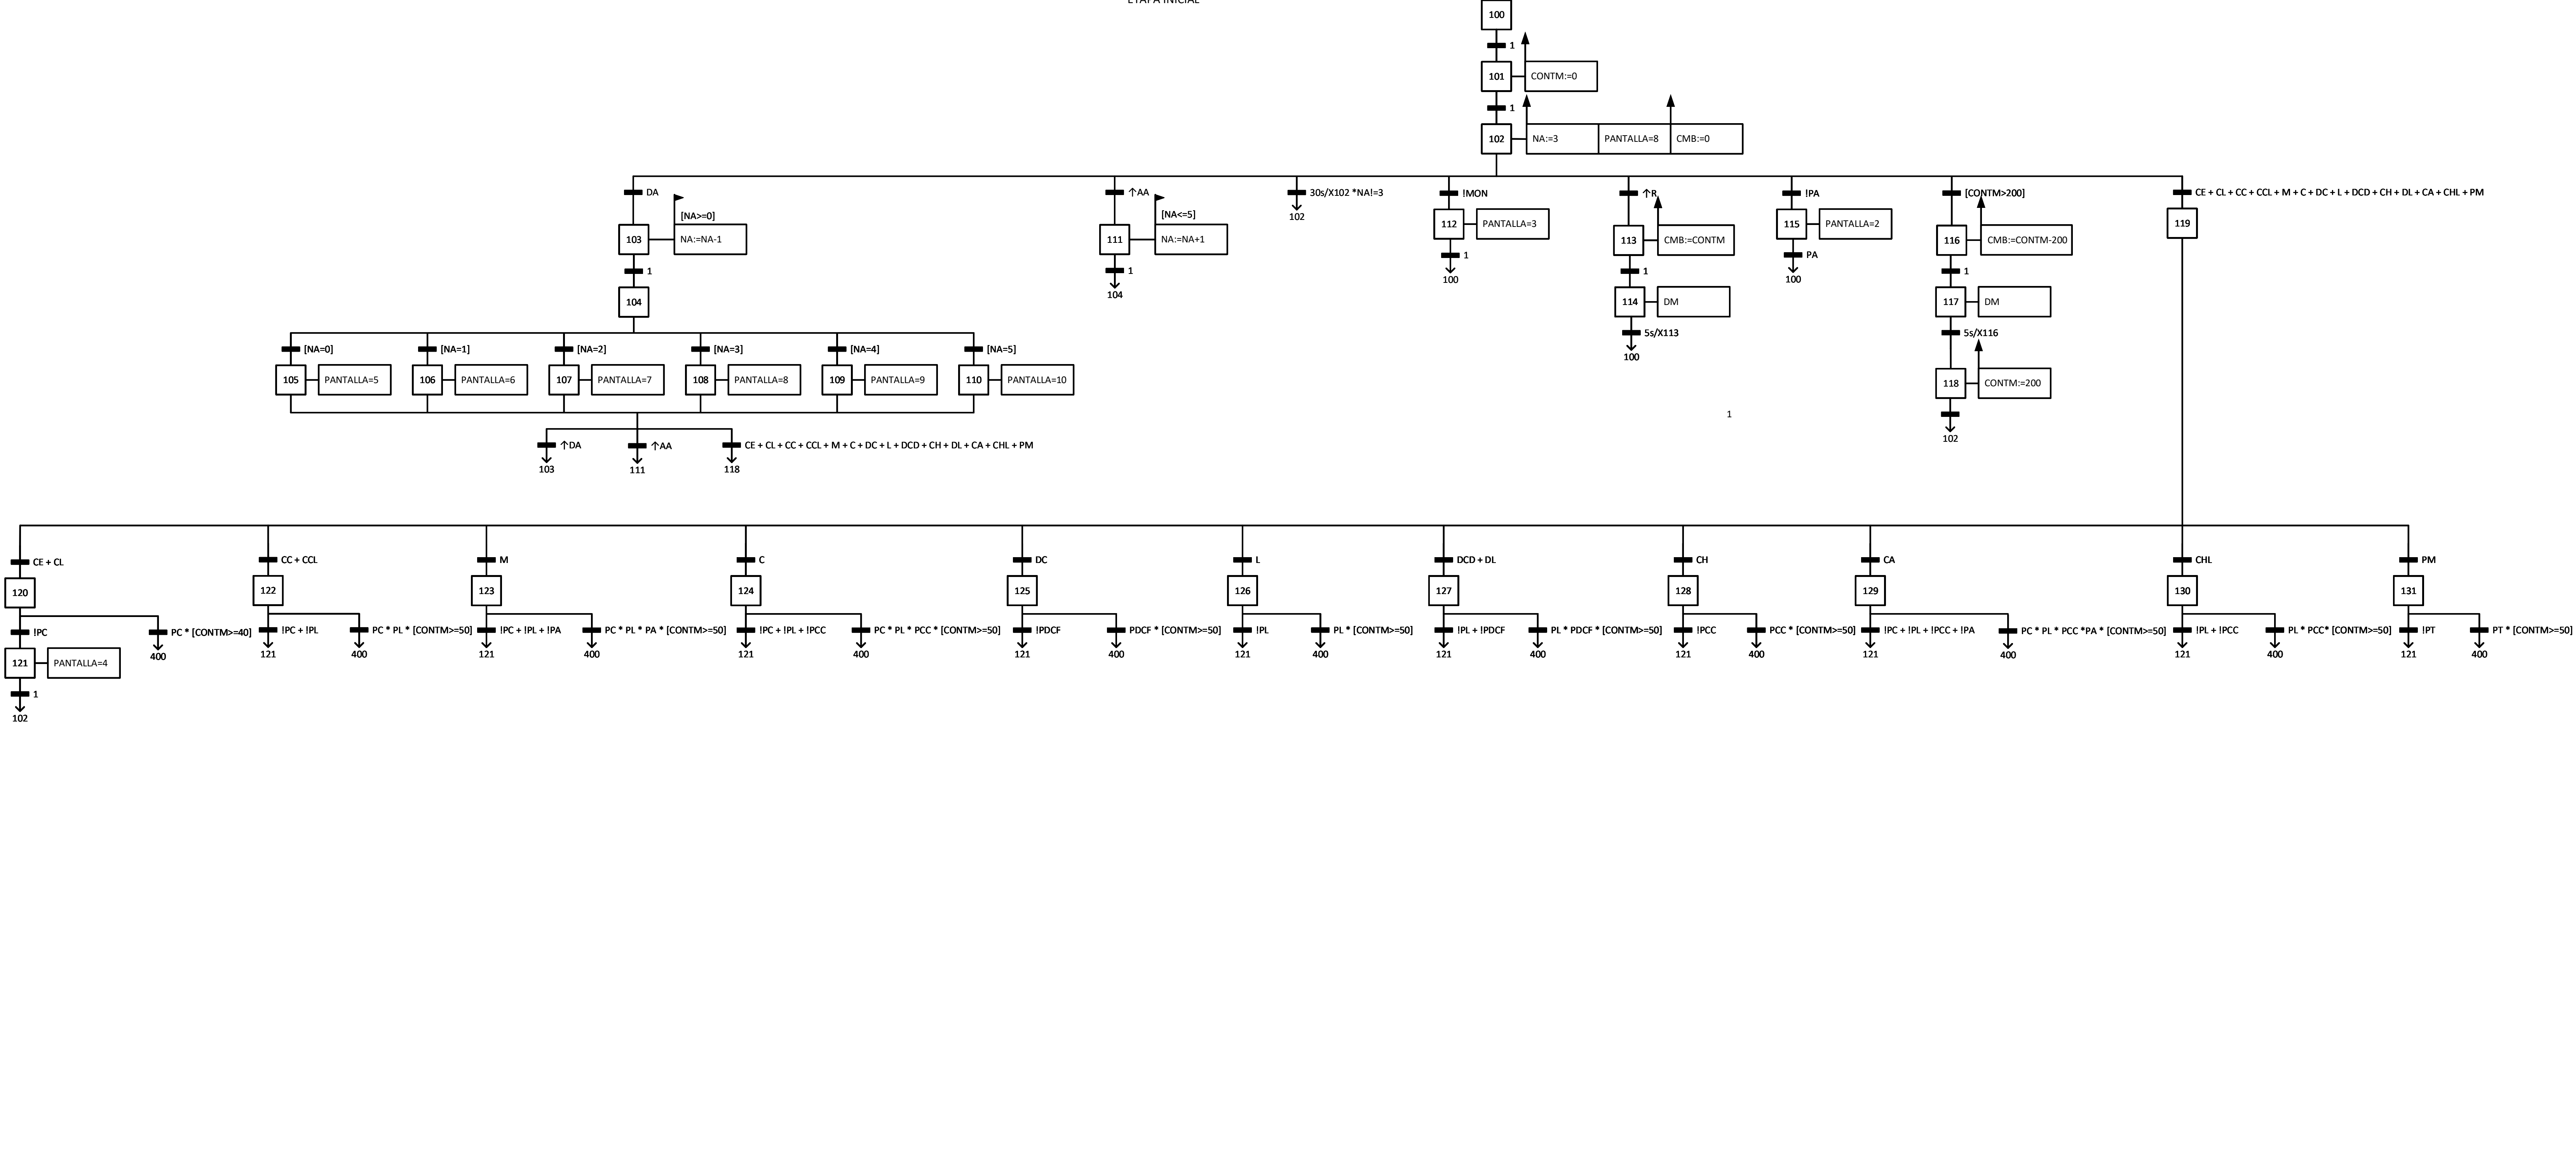 ETAPA INICIAL
100
1
101
CONTM:=0
1
102
NA:=3
PANTALLA=8
CMB:=0
DA
[NA>=0]
103
NA:=NA-1
1
104
↑AA
[NA<=5]
111
NA:=NA+1
1
104
30s/X102 *NA!=3
102
!MON
112
PANTALLA=3
1
100
↑R
113
CMB:=CONTM
1
114
DM
5s/X113
100
!PA
115
PANTALLA=2
PA
100
[CONTM>200]
116
CMB:=CONTM-200
1
117
DM
5s/X116
118
CONTM:=200
1
102
CE + CL + CC + CCL + M + C + DC + L + DCD + CH + DL + CA + CHL + PM
119
[NA=0]
105
PANTALLA=5
[NA=1]
106
PANTALLA=6
[NA=2]
107
PANTALLA=7
[NA=3]
108
PANTALLA=8
[NA=4]
109
PANTALLA=9
[NA=5]
110
PANTALLA=10
↑DA
103
↑AA
111
CE + CL + CC + CCL + M + C + DC + L + DCD + CH + DL + CA + CHL + PM
118
CE + CL
120
!PC
121
PANTALLA=4
1
102
PC * [CONTM>=40]
400
CC + CCL
122
!PC + !PL
121
PC * PL * [CONTM>=50]
400
M
123
!PC + !PL + !PA
121
PC * PL * PA * [CONTM>=50]
400
C
124
!PC + !PL + !PCC
121
PC * PL * PCC * [CONTM>=50]
400
DC
125
!PDCF
121
PDCF * [CONTM>=50]
400
L
126
!PL
121
PL * [CONTM>=50]
400
DCD + DL
127
!PL + !PDCF
121
PL * PDCF * [CONTM>=50]
400
CH
128
!PCC
121
PCC * [CONTM>=50]
400
CA
129
!PC + !PL + !PCC + !PA
121
PC * PL * PCC *PA * [CONTM>=50]
400
CHL
130
!PL + !PCC
121
PL * PCC* [CONTM>=50]
400
PM
131
!PT
121
PT * [CONTM>=50]
400